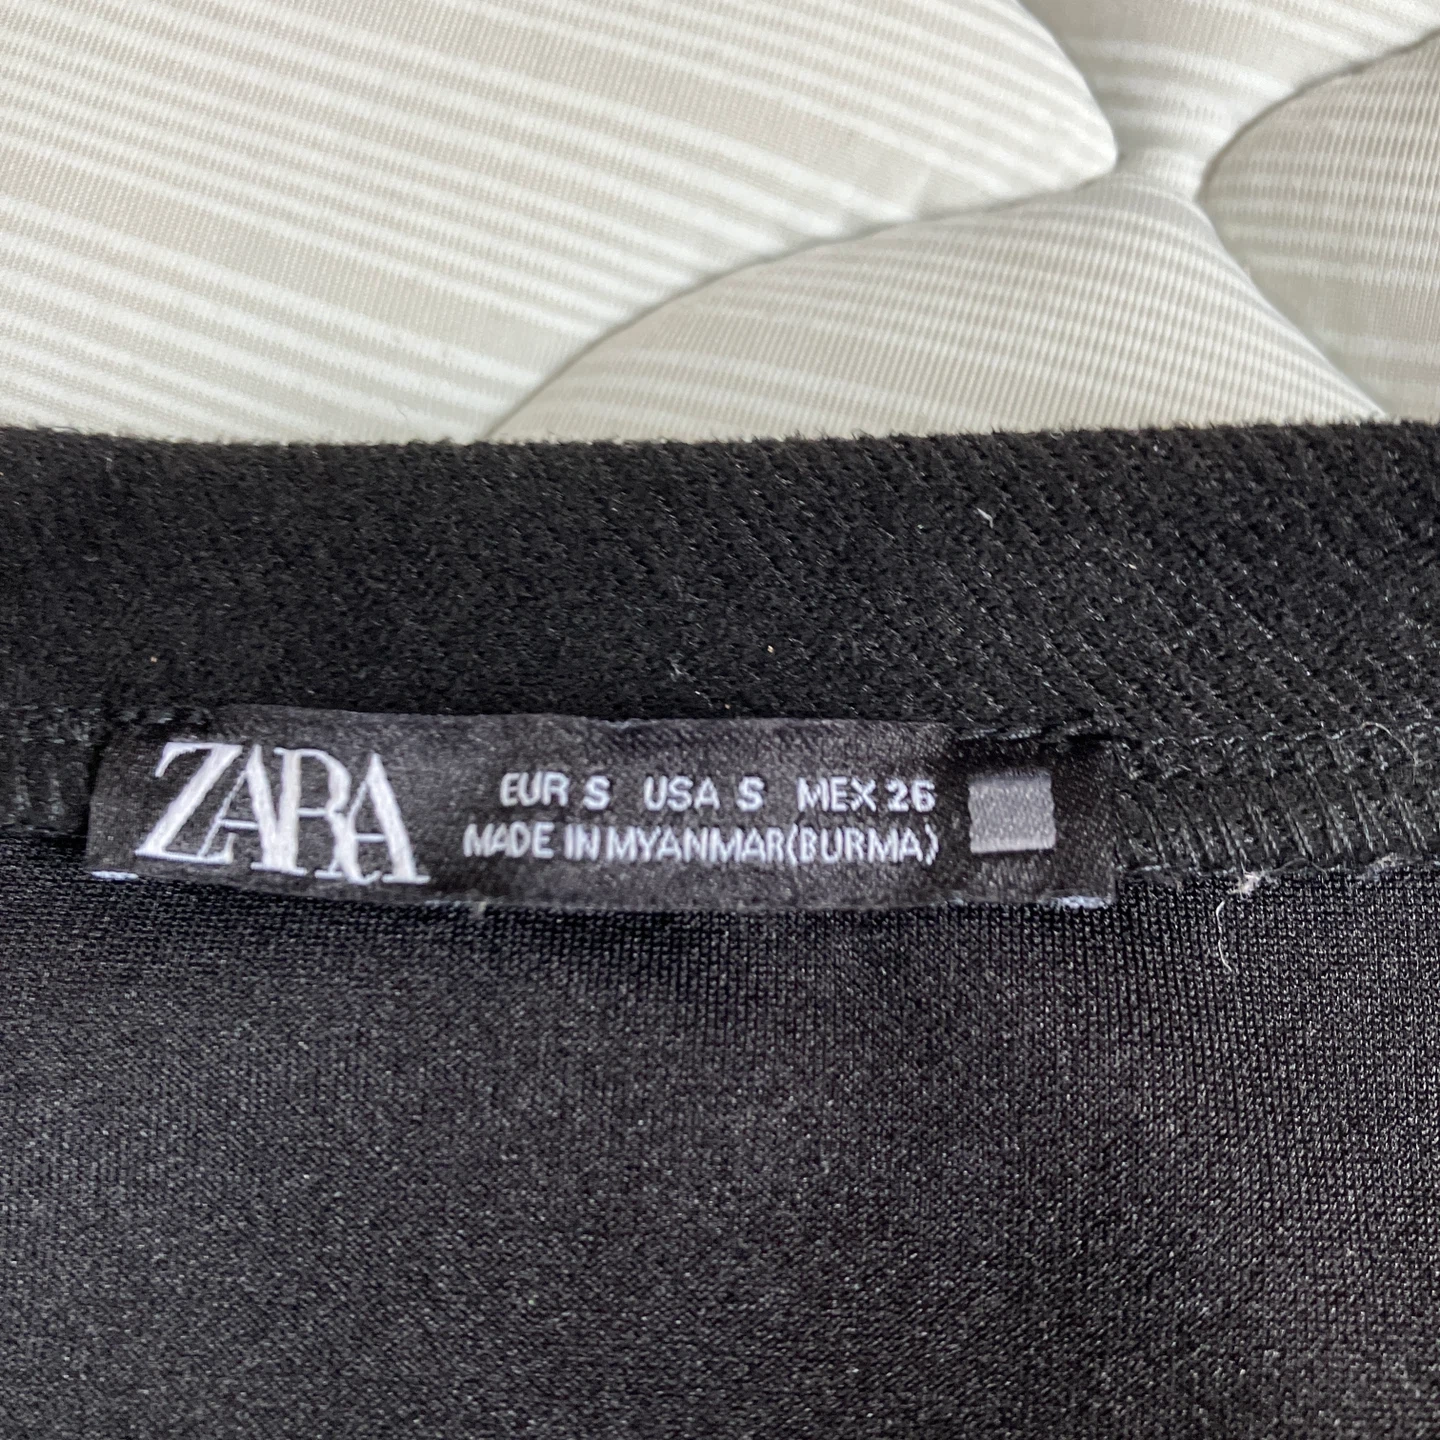 ZARA
EUR S USA S MEX 26
MADE IN MYANMAR(BURMA)